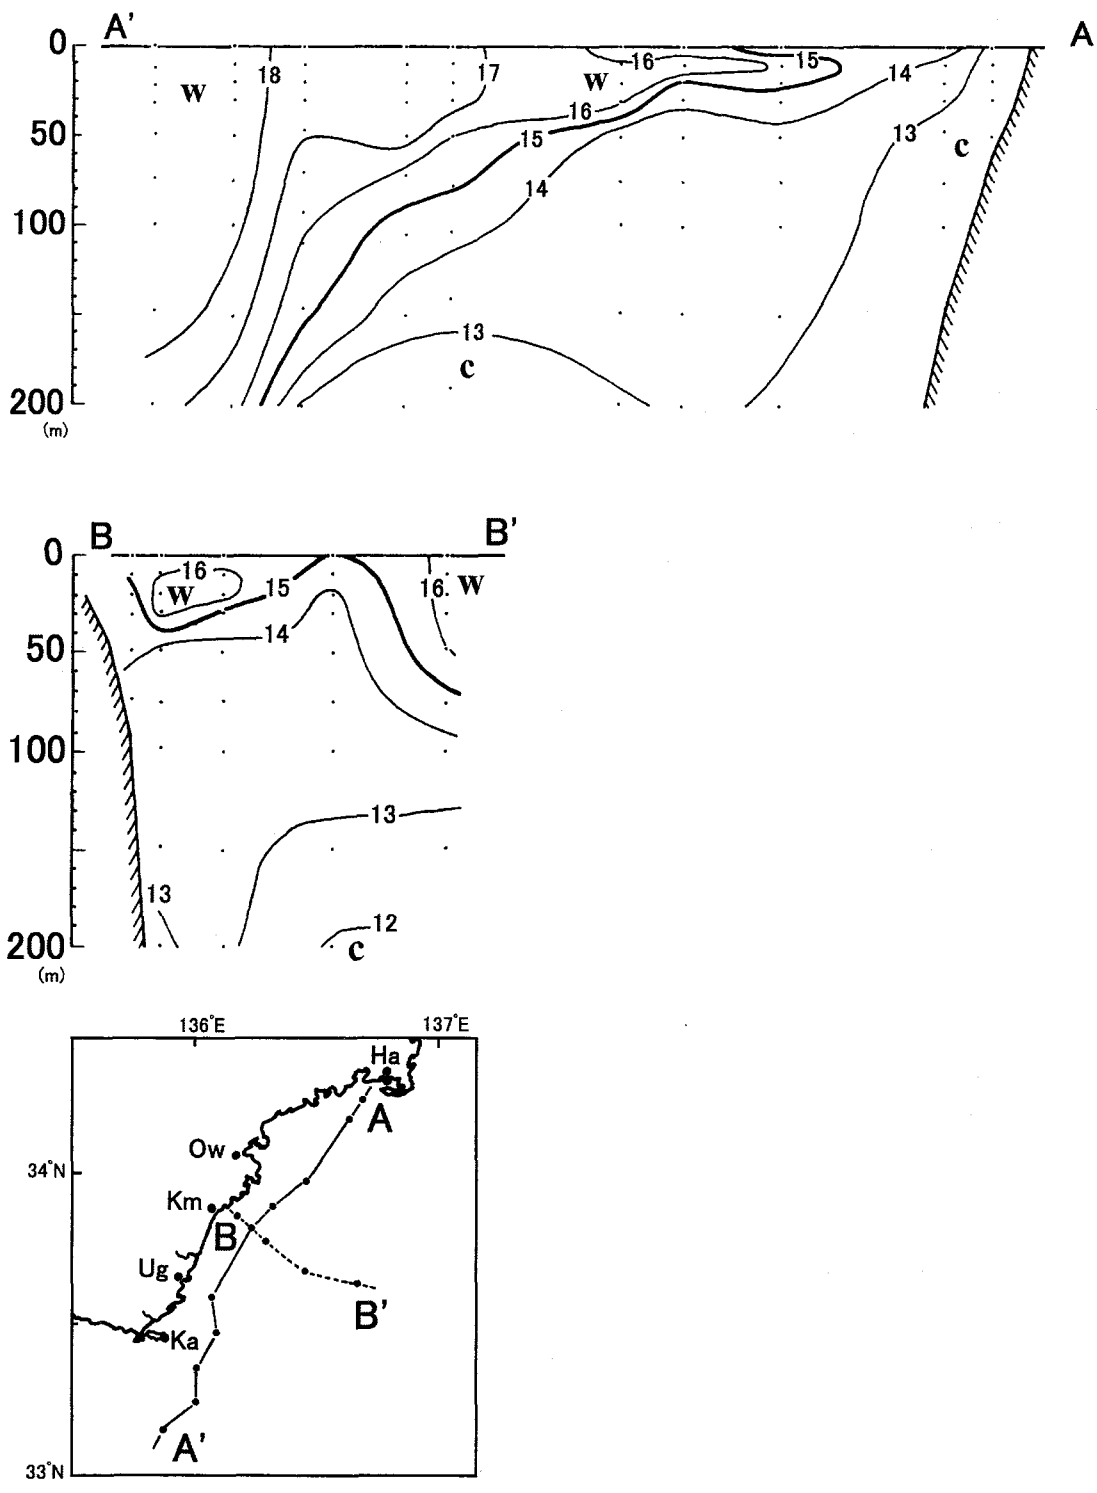 A' A
0
18 W 17 16 W 15 14
16
50 15 13 C
14
100
13
C
200
(m)
B B'
0
16 W 15 16 W
14
50
100
13
13
12
200 C
(m)
136°E 137°E
Ha
A
Ow
34°N
Km
B
Ug
B'
Ka
A'
33°N